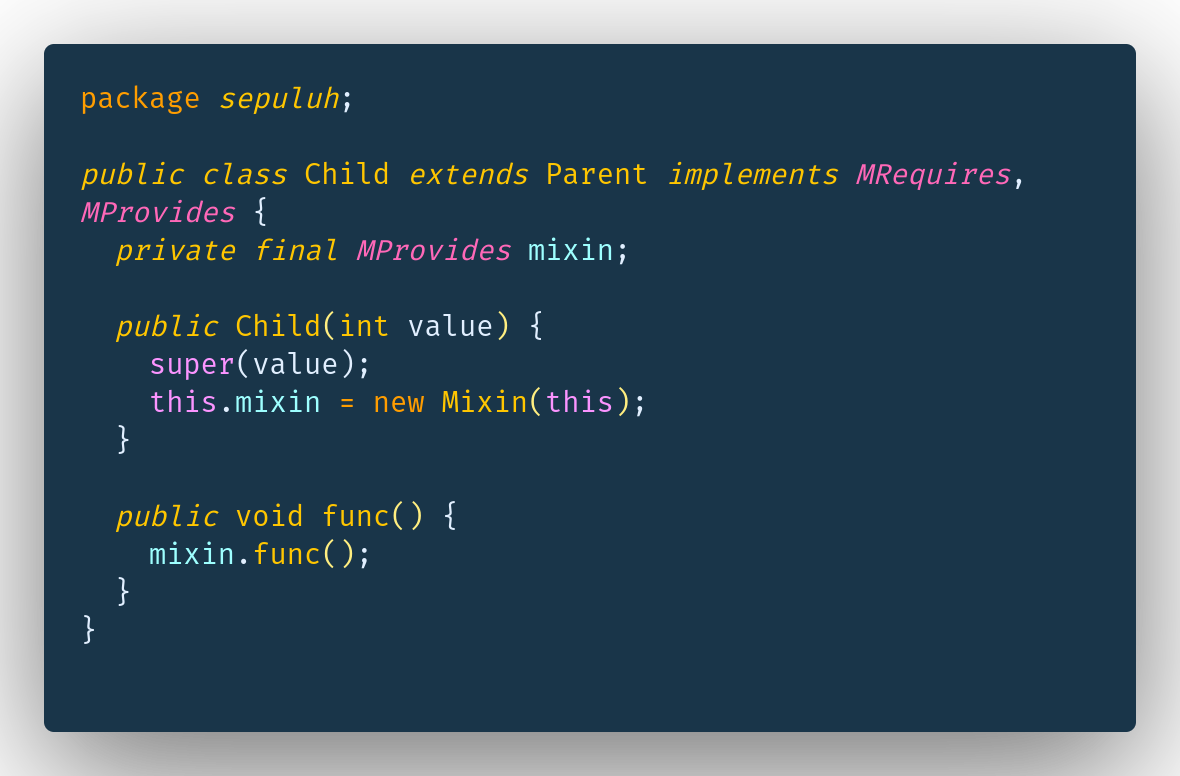 package sepuluh;
public class Child extends Parent implements MRequires,
MProvides {
  private final MProvides mixin;
  public Child(int value) {
    super(value);
    this.mixin = new Mixin(this);
  }
  public void func() {
    mixin.func();
  }
}